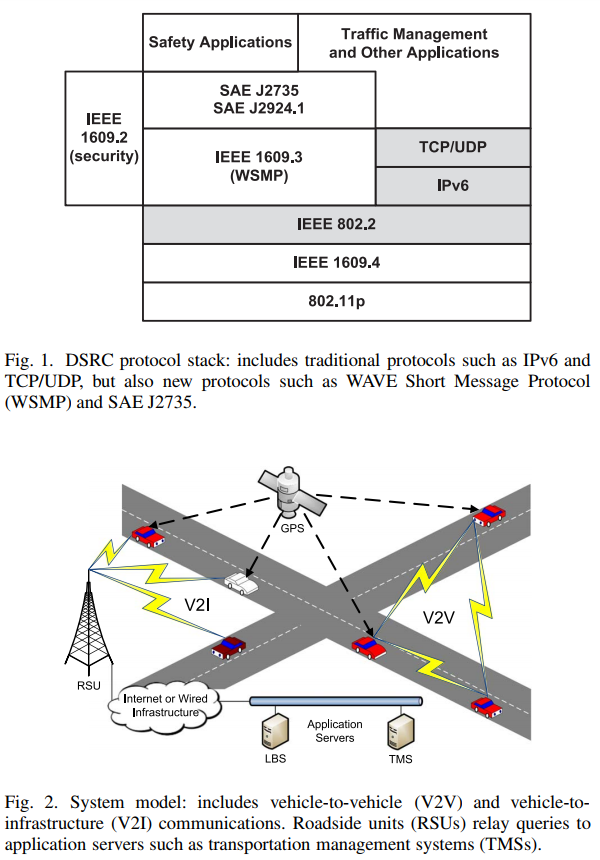 Safety Applications
Traffic Management
and Other Applications
IEEE
1609.2
(security)
SAE J2735
SAE J2924.1
IEEE 1609.3
(WSMP)
TCP/UDP
IPv6
IEEE 802.2
IEEE 1609.4
802.11p
Fig. 1. DSRC protocol stack: includes traditional protocols such as IPv6 and
TCP/UDP, but also new protocols such as WAVE Short Message Protocol
(WSMP) and SAE J2735.
GPS
V2I
V2V
RSU
Internet or Wired
Infrastructure
Application
Servers
LBS
TMS
Fig. 2. System model: includes vehicle-to-vehicle (V2V) and vehicle-to-
infrastructure (V2I) communications. Roadside units (RSUs) relay queries to
application servers such as transportation management systems (TMSs).